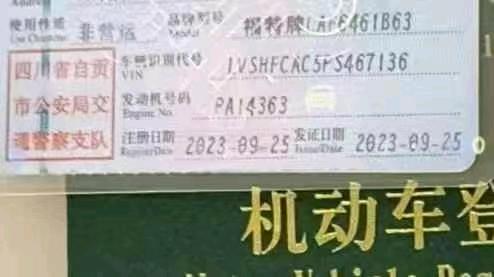 使用性质 非营运 品牌型号 福特牌CAF6461B63
Use Character Model
四川省自贡 车辆识别代号 LVSHFCAC5PS467136
VIN
市公安局交 发动机号码 PA14363
Engine No.
通警察支队 注册日期 2023-09-25 发证日期 2023-09-25
Register Date Issue Date
机动车登